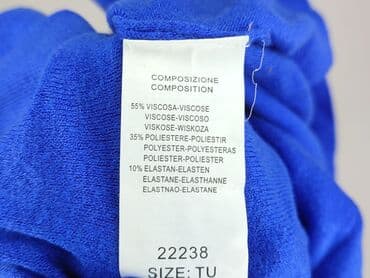 COMPOSIZIONE
COMPOSITION
55% VISCOSA-VISCOSE
VISCOSE-VISCOSO
VISKOSE-WISKOZA
35% POLIESTERE-POLIESTIR
POLYESTER-POLYESTERAS
POLIESTER-POLIESTER
10% ELASTAN-ELASTEN
ELASTANE-ELASTHANNE
ELASTNAO-ELASTANE
22238
SIZE: TU